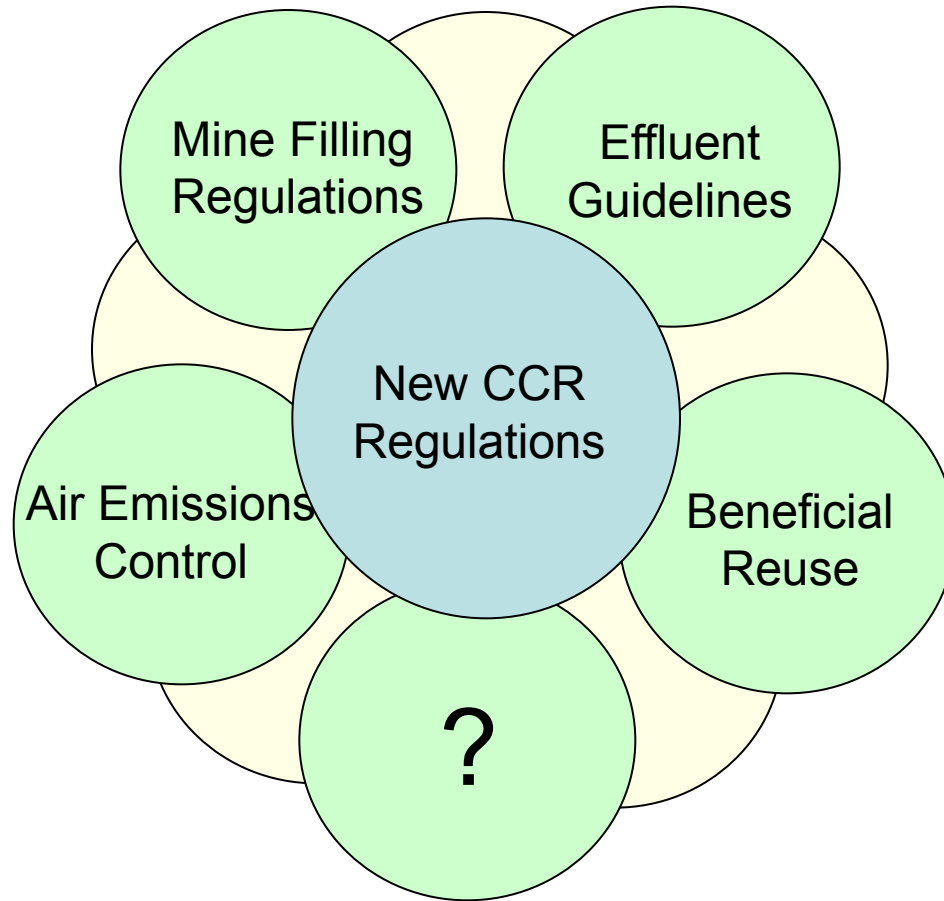 Mine Filling
Regulations
Effluent
Guidelines
New CCR
Regulations
Air Emissions
Control
Beneficial
Reuse
?